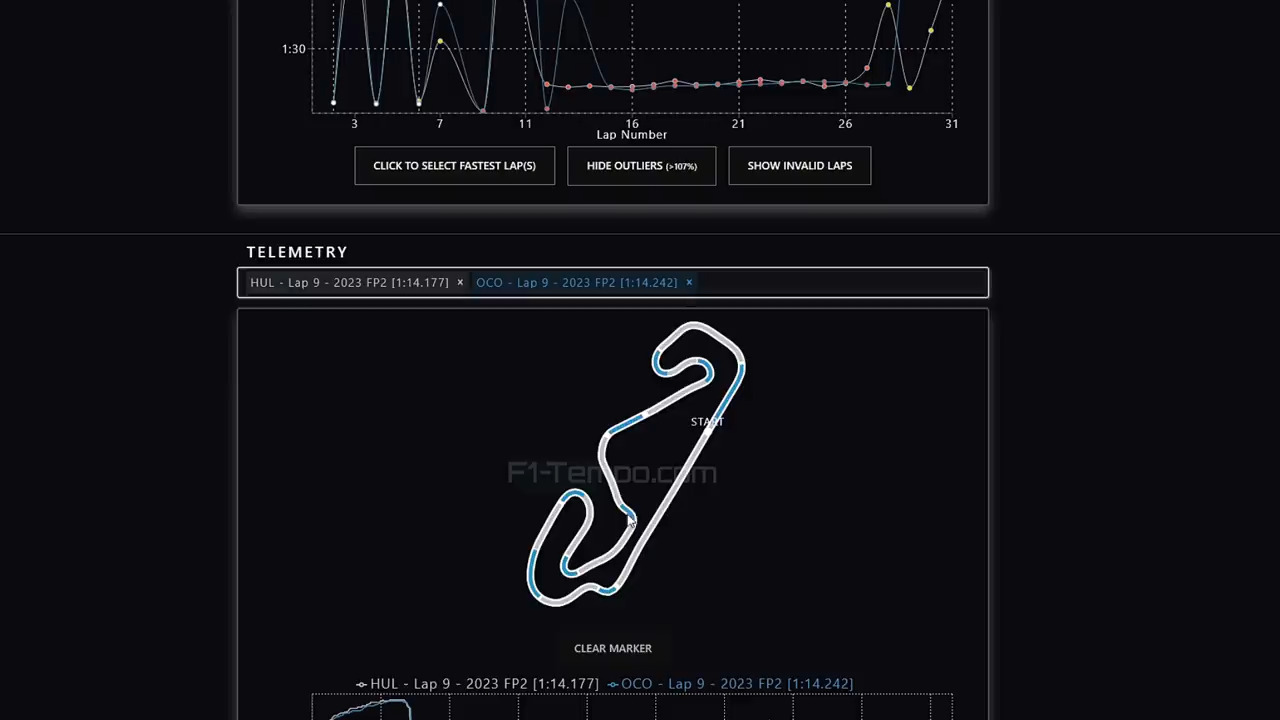 1:30
3 7 11 16 21 26 31
Lap Number
CLICK TO SELECT FASTEST LAP(S) HIDE OUTLIERS (>107%) SHOW INVALID LAPS
TELEMETRY
HUL - Lap 9 - 2023 FP2 [1:14.177] × OCO - Lap 9 - 2023 FP2 [1:14.242] ×
START
F1-Tempo.com
CLEAR MARKER
HUL - Lap 9 - 2023 FP2 [1:14.177] OCO - Lap 9 - 2023 FP2 [1:14.242]